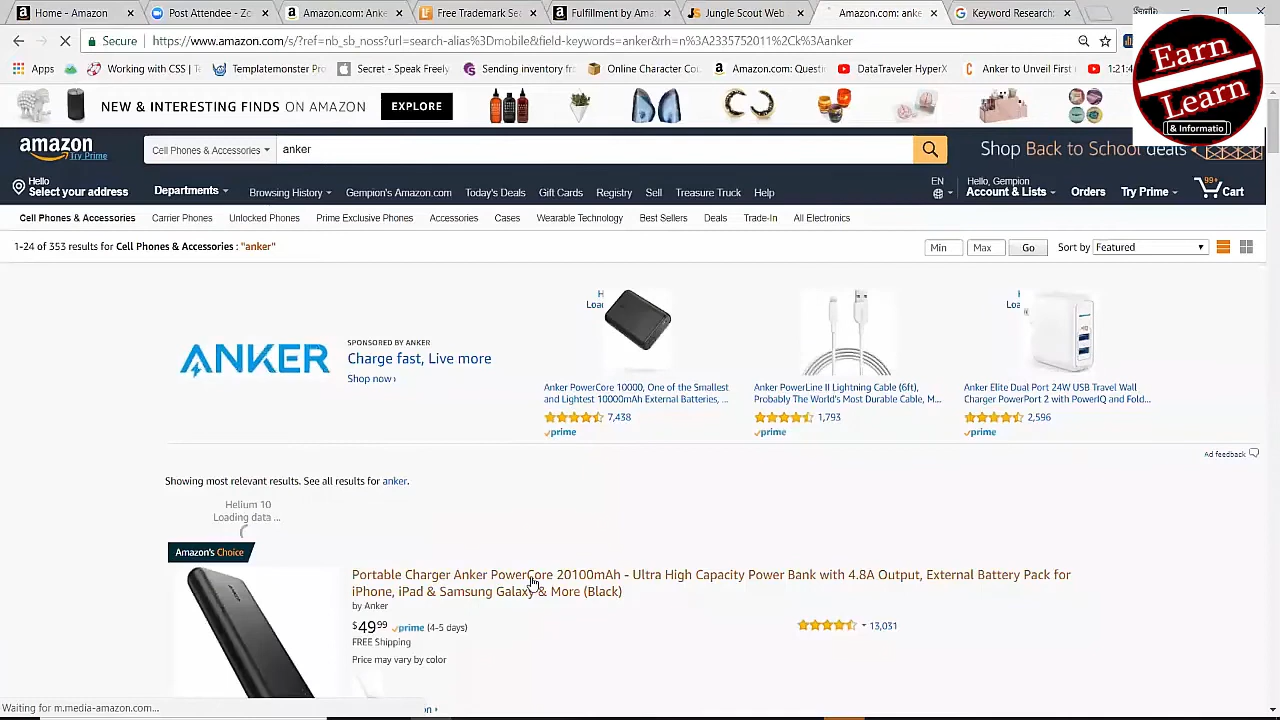 Home - Amazon
Post Attendee - Zo
Amazon.com: Anke
Free Trademark Sea
Fulfillment by Ama
Jungle Scout Web
Amazon.com: anke
Keyword Research:
Secure
https://www.amazon.com/s/?ref=nb_sb_noss?url=search-alias%3Dmobile&field-keywords=anker&rh=n%3A2335752011%2Ck%3Aanker
Apps
Working with CSS | T
Templatemonster Pro
Secret - Speak Freely
Selling inventory fr
Online Character Cou
Amazon.com: Questi
DataTraveler HyperX
Anker to Unveil First
1:21:4
Earn
Learn
& Informatio
NEW & INTERESTING FINDS ON AMAZON
EXPLORE
amazon
Try Prime
Cell Phones & Accessories
anker
Shop Back to School deals
Hello
Select your address
Departments
Browsing History
Gempion's Amazon.com
Today's Deals
Gift Cards
Registry
Sell
Treasure Truck
Help
EN
Hello, Gempion
Account & Lists
Orders
Try Prime
99+
Cart
Cell Phones & Accessories
Carrier Phones
Unlocked Phones
Prime Exclusive Phones
Accessories
Cases
Wearable Technology
Best Sellers
Deals
Trade-In
All Electronics
1-24 of 353 results for Cell Phones & Accessories : "anker"
Min
Max
Go
Sort by Featured
H
Loa
H
Loa
ANKER
SPONSORED BY ANKER
Charge fast, Live more
Shop now ›
Anker PowerCore 10000, One of the Smallest
and Lightest 10000mAh External Batteries, ...
7,438
prime
Anker PowerLine II Lightning Cable (6ft),
Probably The World's Most Durable Cable, M...
1,793
prime
Anker Elite Dual Port 24W USB Travel Wall
Charger PowerPort 2 with PowerIQ and Fold...
2,596
prime
Ad feedback
Showing most relevant results. See all results for anker.
Helium 10
Loading data ...
Amazon's Choice
Portable Charger Anker PowerCore 20100mAh - Ultra High Capacity Power Bank with 4.8A Output, External Battery Pack for
iPhone, iPad & Samsung Galaxy & More (Black)
by Anker
$49 99 prime (4-5 days)
13,031
FREE Shipping
Price may vary by color
Waiting for m.media-amazon.com...